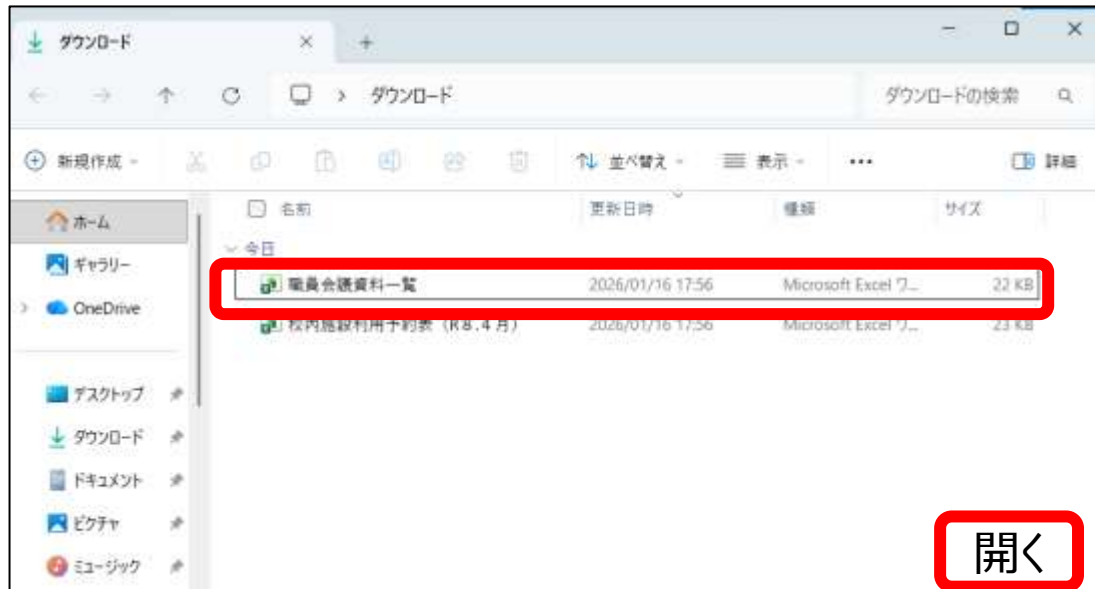 ダウンロード
ダウンロード
ダウンロードの検索
新規作成
並べ替え
表示
...
詳細
名前
更新日時
種類
サイズ
ホーム
今日
ギャラリー
職員会議資料一覧
2026/01/16 17:56
Microsoft Excel ワ...
22 KB
OneDrive
校内施設利用予約表（R8.4月）
2026/01/16 17:56
Microsoft Excel ワ...
23 KB
デスクトップ
ダウンロード
ドキュメント
ピクチャ
ミュージック
開く